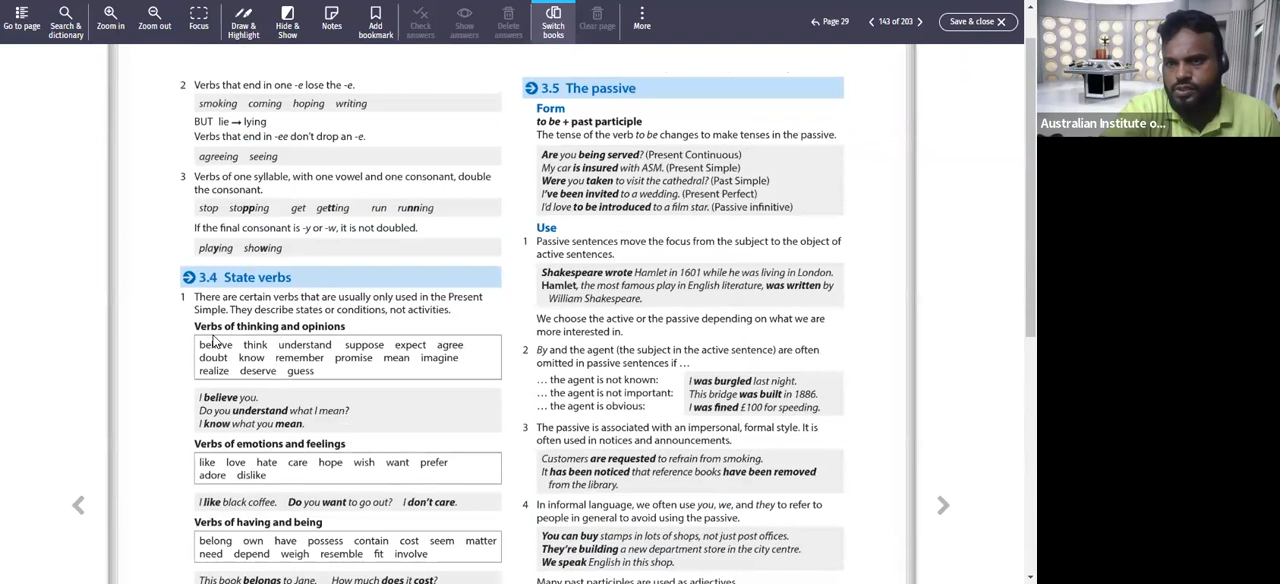 Go to page
Search & dictionary
Zoom in
Zoom out
Focus
Draw & Highlight
Hide & Show
Notes
Add bookmark
Check answers
Show answers
Delete answers
Switch books
Clear page
More
Page 29
143 of 203
Save & close
Australian Institute o...
2 Verbs that end in one -e lose the -e.
smoking coming hoping writing
BUT lie → lying
Verbs that end in -ee don't drop an -e.
agreeing seeing
3 Verbs of one syllable, with one vowel and one consonant, double
the consonant.
stop stopping get getting run running
If the final consonant is -y or -w, it is not doubled.
playing showing
3.4 State verbs
1 There are certain verbs that are usually only used in the Present
Simple. They describe states or conditions, not activities.
Verbs of thinking and opinions
believe think understand suppose expect agree
doubt know remember promise mean imagine
realize deserve guess
I believe you.
Do you understand what I mean?
I know what you mean.
Verbs of emotions and feelings
like love hate care hope wish want prefer
adore dislike
I like black coffee. Do you want to go out? I don't care.
Verbs of having and being
belong own have possess contain cost seem matter
need depend weigh resemble fit involve
This book belongs to Jane. How much does it cost?
3.5 The passive
Form
to be + past participle
The tense of the verb to be changes to make tenses in the passive.
Are you being served? (Present Continuous)
My car is insured with ASM. (Present Simple)
Were you taken to visit the cathedral? (Past Simple)
I've been invited to a wedding. (Present Perfect)
I'd love to be introduced to a film star. (Passive infinitive)
Use
1 Passive sentences move the focus from the subject to the object of
active sentences.
Shakespeare wrote Hamlet in 1601 while he was living in London.
Hamlet, the most famous play in English literature, was written by
William Shakespeare.
We choose the active or the passive depending on what we are
more interested in.
2 By and the agent (the subject in the active sentence) are often
omitted in passive sentences if ...
... the agent is not known: I was burgled last night.
... the agent is not important: This bridge was built in 1886.
... the agent is obvious: I was fined £100 for speeding.
3 The passive is associated with an impersonal, formal style. It is
often used in notices and announcements.
Customers are requested to refrain from smoking.
It has been noticed that reference books have been removed
from the library.
4 In informal language, we often use you, we, and they to refer to
people in general to avoid using the passive.
You can buy stamps in lots of shops, not just post offices.
They're building a new department store in the city centre.
We speak English in this shop.
Many past participles are used as adjectives.